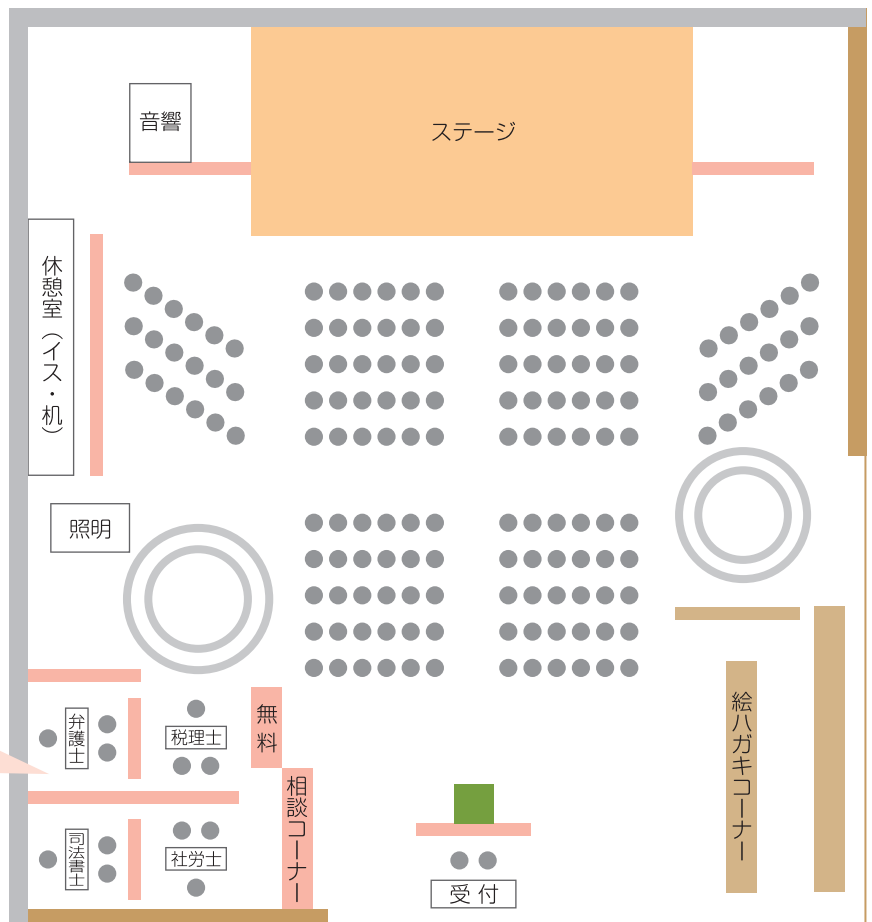 音響
ステージ
休憩室（イス・机）
照明
弁護士
税理士
無料
相談コーナー
司法書士
社労士
受付
絵ハガキコーナー